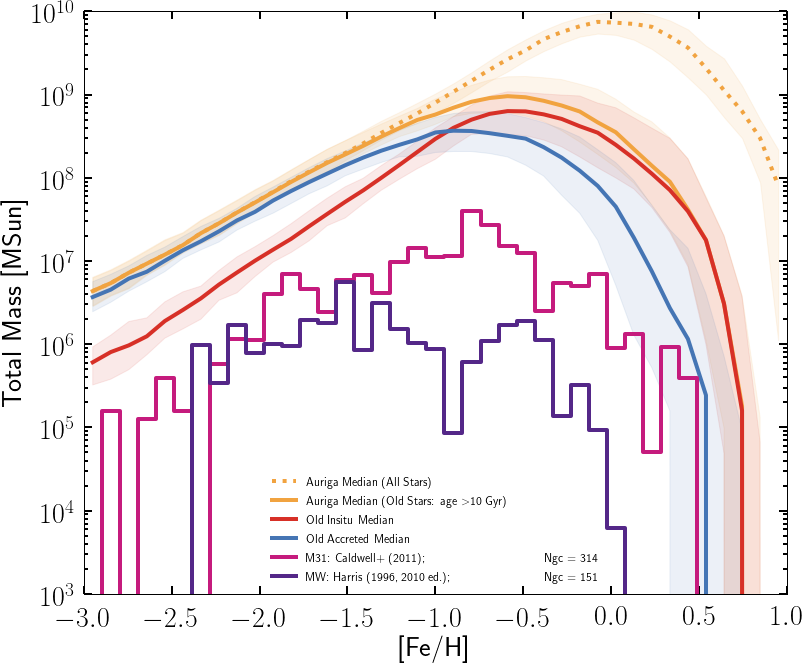 10^10
10^9
10^8
10^7
10^6
10^5
10^4
10^3
Total Mass [MSun]
Auriga Median (All Stars)
Auriga Median (Old Stars: age >10 Gyr)
Old Insitu Median
Old Accreted Median
M31: Caldwell+ (2011); Ngc = 314
MW: Harris (1996, 2010 ed.); Ngc = 151
−3.0 −2.5 −2.0 −1.5 −1.0 −0.5 0.0 0.5 1.0
[Fe/H]